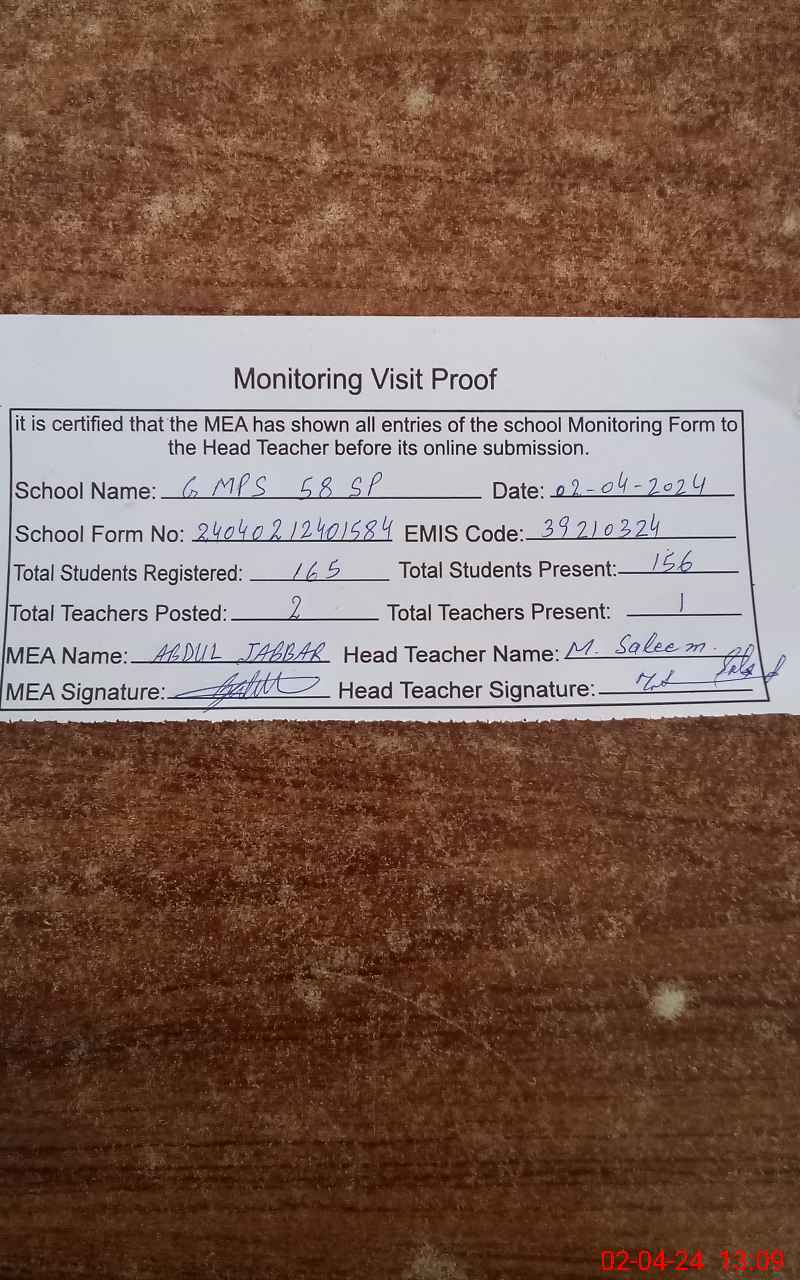 Monitoring Visit Proof
it is certified that the MEA has shown all entries of the school Monitoring Form to
the Head Teacher before its online submission.
School Name: G MPS 58 SP Date: 02-04-2024
School Form No: 24040212401584 EMIS Code: 39210324
Total Students Registered: 165 Total Students Present: 156
Total Teachers Posted: 2 Total Teachers Present: 1
MEA Name: ABDUL JABBAR Head Teacher Name: M. Saleem.
MEA Signature: Head Teacher Signature:
02-04-24 13:09